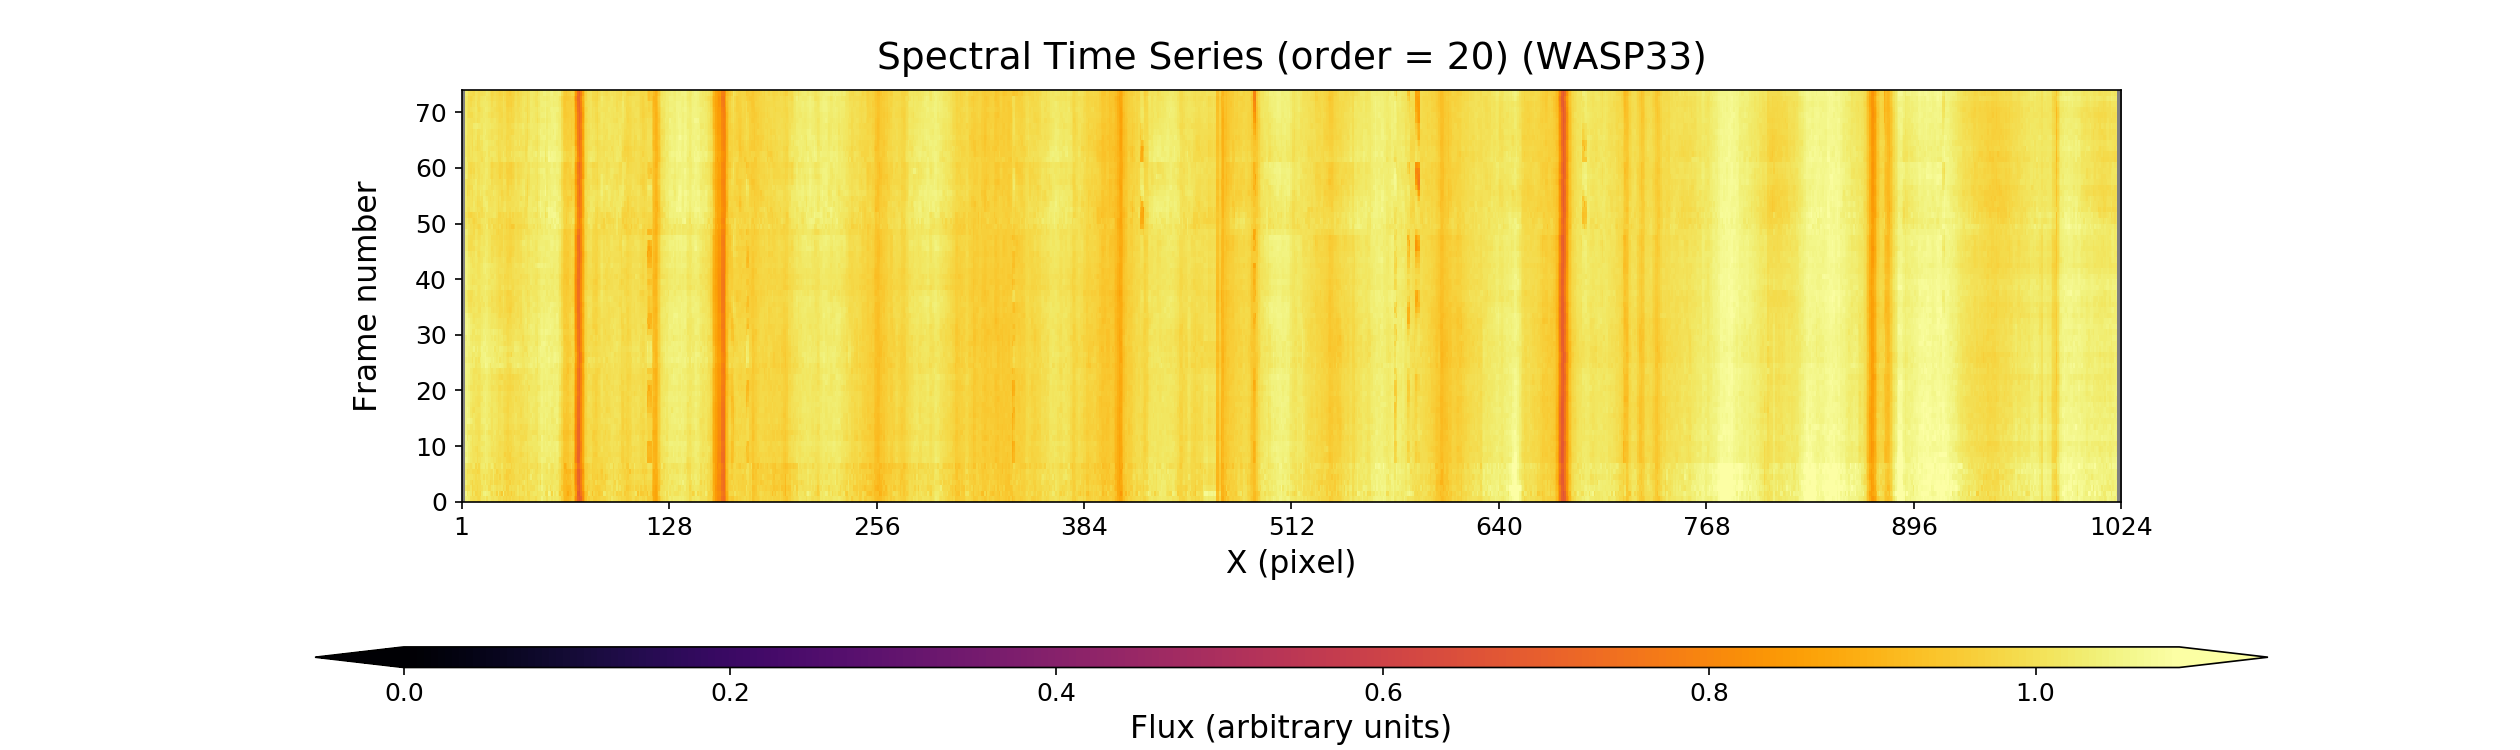 Spectral Time Series (order = 20) (WASP33)
70
60
50
40
30
20
10
0
Frame number
1 128 256 384 512 640 768 896 1024
X (pixel)
0.0 0.2 0.4 0.6 0.8 1.0
Flux (arbitrary units)